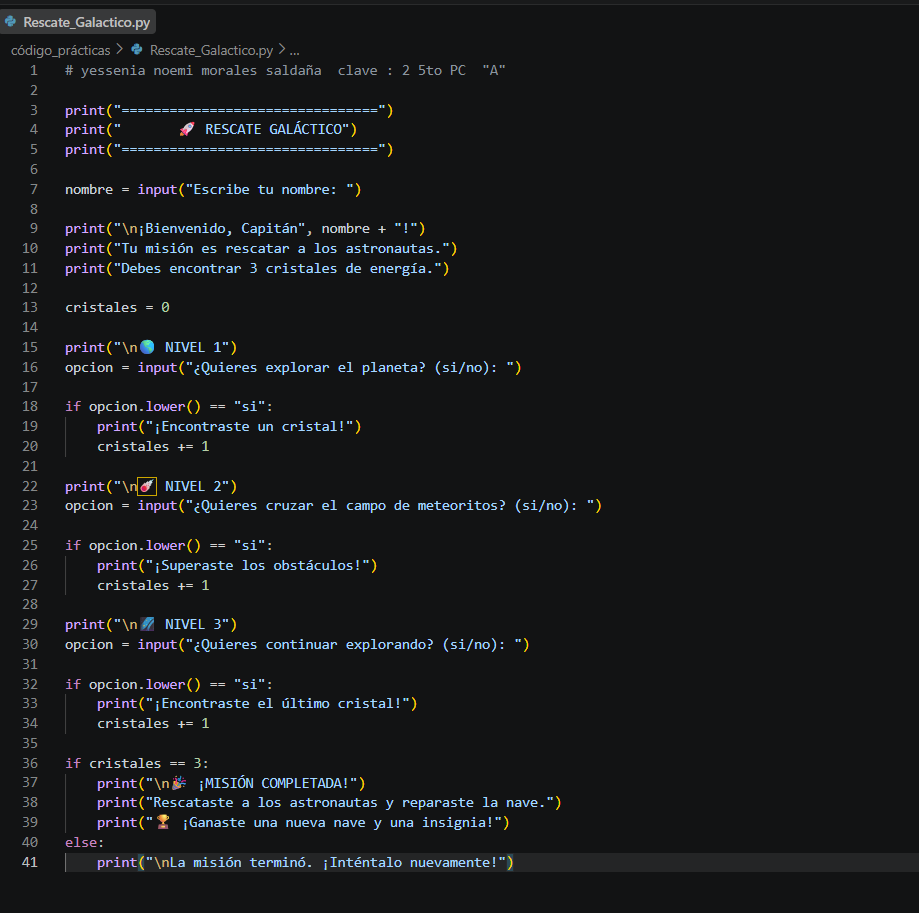 Rescate_Galactico.py
código_prácticas > Rescate_Galactico.py > ...
1 # yessenia noemi morales saldaña  clave : 2 5to PC  "A"
2
3 print("================================")
4 print("       🚀 RESCATE GALÁCTICO")
5 print("================================")
6
7 nombre = input("Escribe tu nombre: ")
8
9 print("\n¡Bienvenido, Capitán", nombre + "!")
10 print("Tu misión es rescatar a los astronautas.")
11 print("Debes encontrar 3 cristales de energía.")
12
13 cristales = 0
14
15 print("\n🌎 NIVEL 1")
16 opcion = input("¿Quieres explorar el planeta? (si/no): ")
17
18 if opcion.lower() == "si":
19     print("¡Encontraste un cristal!")
20     cristales += 1
21
22 print("\n☄️ NIVEL 2")
23 opcion = input("¿Quieres cruzar el campo de meteoritos? (si/no): ")
24
25 if opcion.lower() == "si":
26     print("¡Superaste los obstáculos!")
27     cristales += 1
28
29 print("\n🌌 NIVEL 3")
30 opcion = input("¿Quieres continuar explorando? (si/no): ")
31
32 if opcion.lower() == "si":
33     print("¡Encontraste el último cristal!")
34     cristales += 1
35
36 if cristales == 3:
37     print("\n🎉 ¡MISIÓN COMPLETADA!")
38     print("Rescataste a los astronautas y reparaste la nave.")
39     print("🏆 ¡Ganaste una nueva nave y una insignia!")
40 else:
41     print("\nLa misión terminó. ¡Inténtalo nuevamente!")